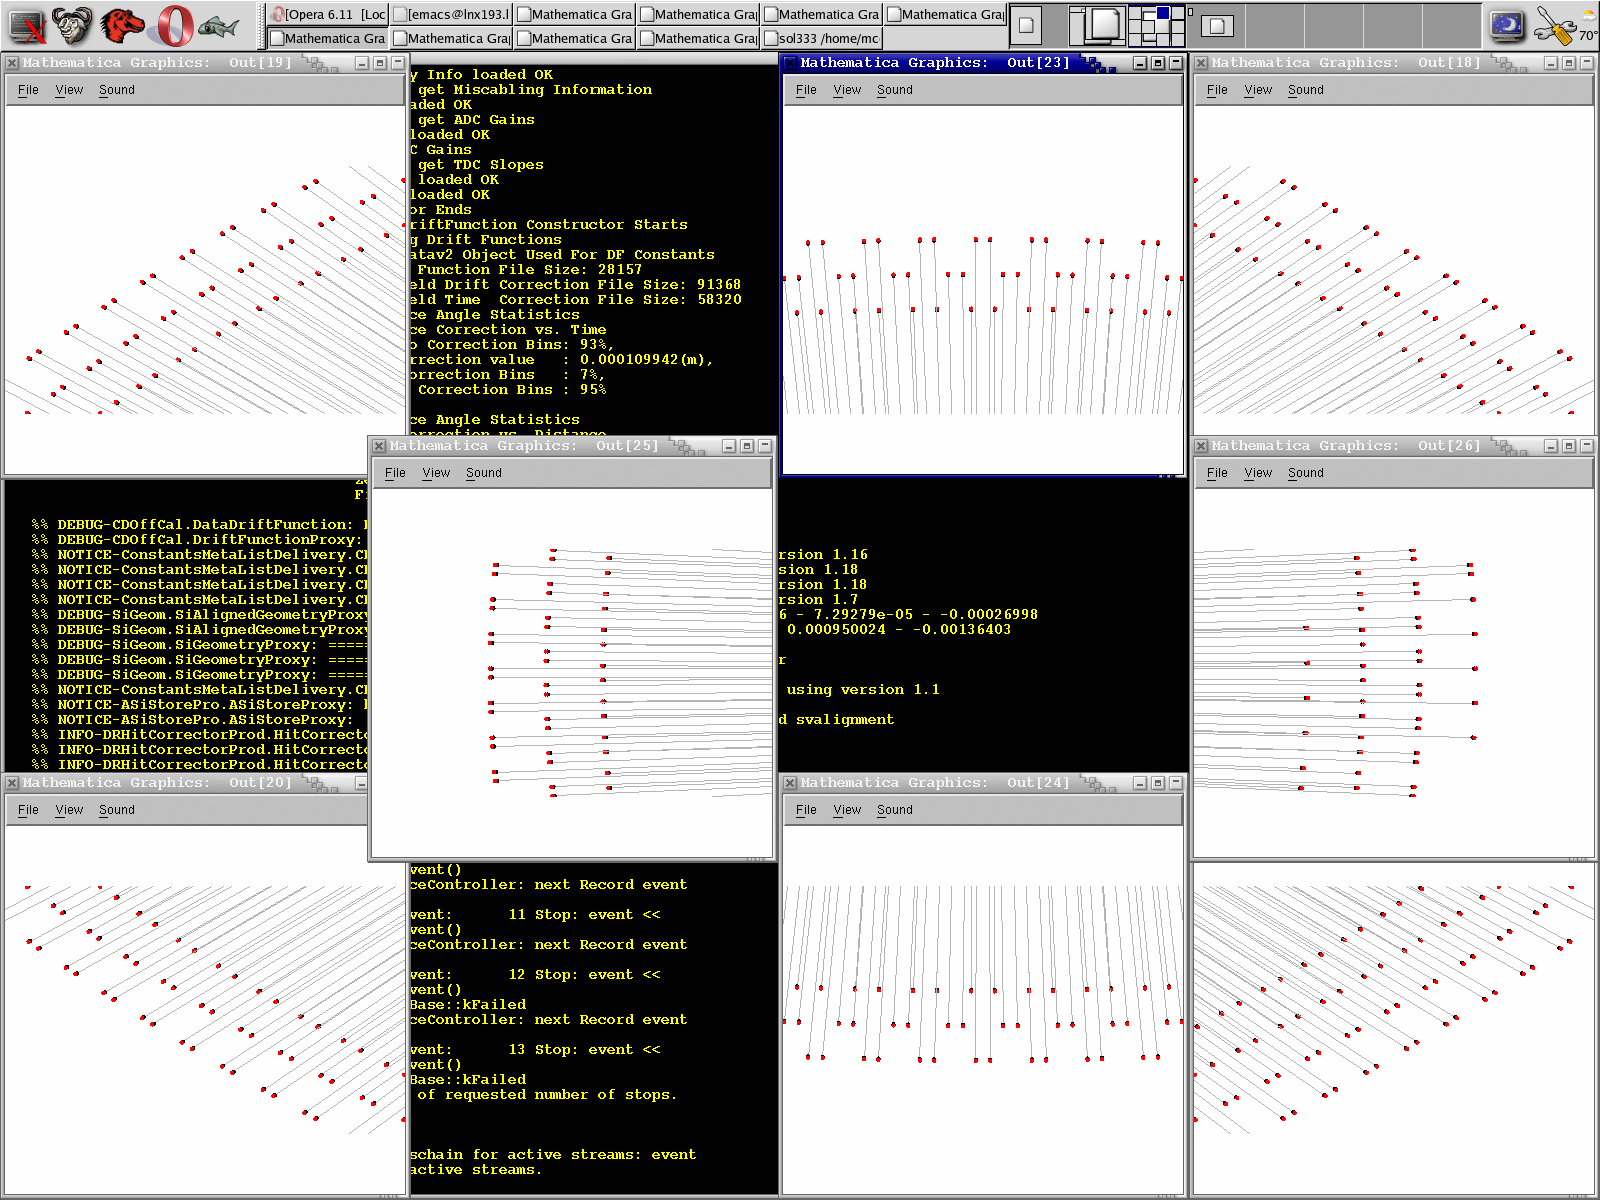 [Opera 6.11 [Loc
[emacs@lnx193.l
Mathematica Gra
Mathematica Gra
Mathematica Gra
Mathematica Gra
Mathematica Gra
Mathematica Gra
Mathematica Gra
Mathematica Gra
sol333 /home/mc
70°
Mathematica Graphics: Out[19]
File View Sound
y Info loaded OK
get Miscabling Information
aded OK
get ADC Gains
loaded OK
C Gains
get TDC Slopes
loaded OK
loaded OK
or Ends
riftFunction Constructor Starts
g Drift Functions
atav2 Object Used For DF Constants
Function File Size: 28157
eld Drift Correction File Size: 91368
eld Time Correction File Size: 58320
ce Angle Statistics
ce Correction vs. Time
o Correction Bins: 93%,
rrection value : 0.000109942(m),
orrection Bins : 7%,
Correction Bins : 95%
ce Angle Statistics
orrection vs. Distance
Mathematica Graphics: Out[23]
File View Sound
Mathematica Graphics: Out[18]
File View Sound
Mathematica Graphics: Out[25]
File View Sound
Mathematica Graphics: Out[26]
File View Sound
%% DEBUG-CDOffCal.DataDriftFunction:
%% DEBUG-CDOffCal.DriftFunctionProxy:
%% NOTICE-ConstantsMetaListDelivery.C
%% NOTICE-ConstantsMetaListDelivery.C
%% NOTICE-ConstantsMetaListDelivery.C
%% NOTICE-ConstantsMetaListDelivery.C
%% DEBUG-SiGeom.SiAlignedGeometryProxy
%% DEBUG-SiGeom.SiAlignedGeometryProxy
%% DEBUG-SiGeom.SiGeometryProxy: =====
%% DEBUG-SiGeom.SiGeometryProxy: =====
%% DEBUG-SiGeom.SiGeometryProxy: =====
%% NOTICE-ConstantsMetaListDelivery.C
%% NOTICE-ASiStorePro.ASiStoreProxy:
%% NOTICE-ASiStorePro.ASiStoreProxy:
%% INFO-DRHitCorrectorProd.HitCorrecto
%% INFO-DRHitCorrectorProd.HitCorrecto
%% INFO-DRHitCorrectorProd.HitCorrecto
rsion 1.16
sion 1.18
rsion 1.18
rsion 1.7
6 - 7.29279e-05 - -0.00026998
0.000950024 - -0.00136403
r
using version 1.1
d svalignment
Mathematica Graphics: Out[20]
File View Sound
Mathematica Graphics: Out[24]
File View Sound
vent()
ceController: next Record event
vent: 11 Stop: event <<
vent()
ceController: next Record event
vent: 12 Stop: event <<
vent()
Base::kFailed
ceController: next Record event
vent: 13 Stop: event <<
vent()
Base::kFailed
of requested number of stops.
schain for active streams: event
active streams.